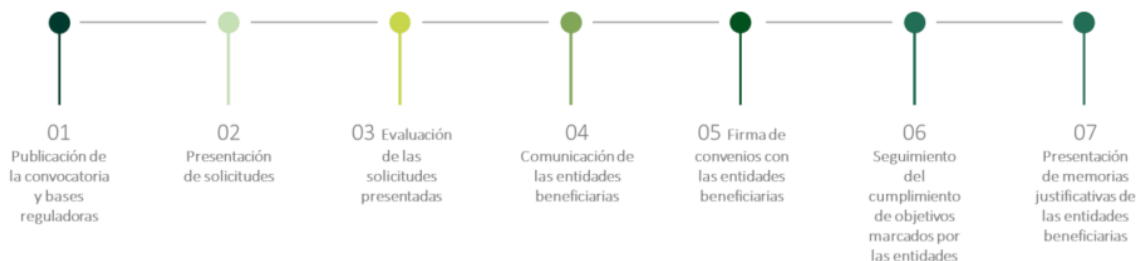 01
Publicación de
la convocatoria
y bases
reguladoras
02
Presentación
de solicitudes
03 Evaluación
de las
solicitudes
presentadas
04
Comunicación de
las entidades
beneficiarias
05 Firma de
convenios con
las entidades
beneficiarias
06
Seguimiento
del
cumplimiento
de objetivos
marcados por
las entidades
07
Presentación
de memorias
justificativas de
las entidades
beneficiarias